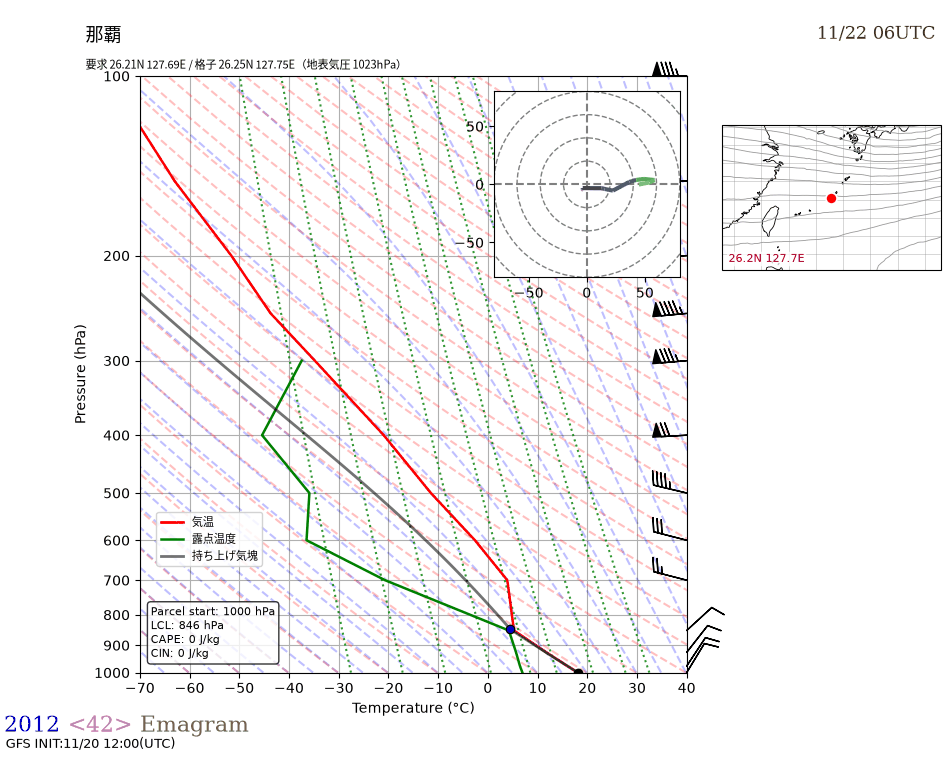 那覇
11/22 06UTC
要求 26.21N 127.69E / 格子 26.25N 127.75E（地表気圧 1023hPa）
100
200
300
400
500
600
700
800
900
1000
Pressure (hPa)
50
0
−50
−50 0 50
26.2N 127.7E
気温
露点温度
持ち上げ気塊
Parcel start: 1000 hPa
LCL: 846 hPa
CAPE: 0 J/kg
CIN: 0 J/kg
−70 −60 −50 −40 −30 −20 −10 0 10 20 30 40
Temperature (°C)
2012 <42> Emagram
GFS INIT:11/20 12:00(UTC)